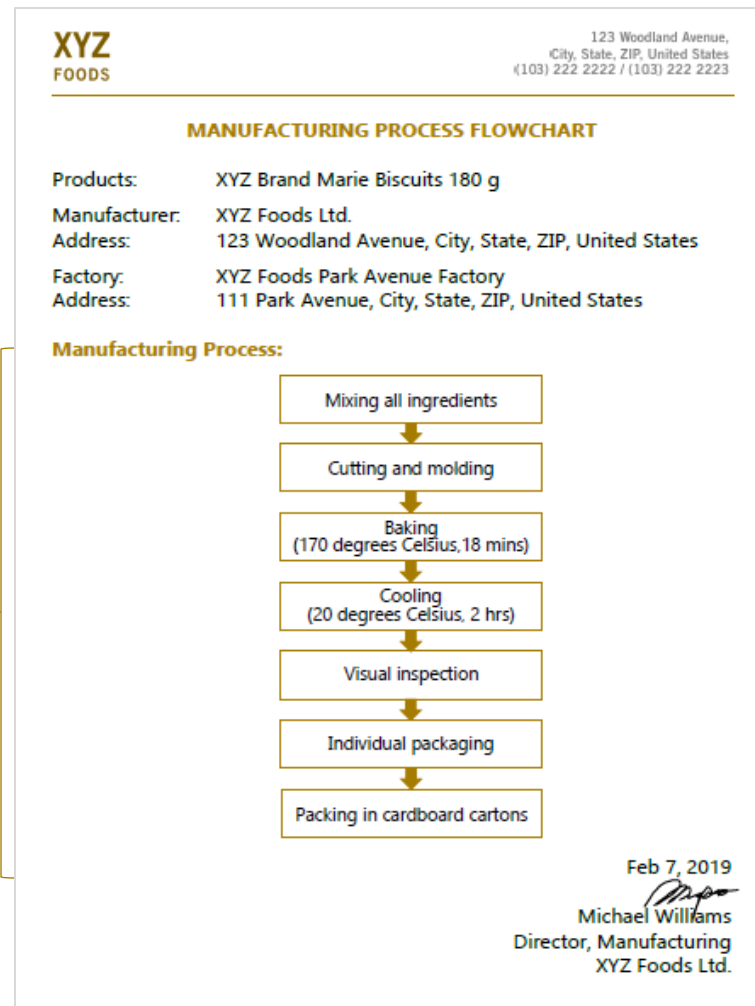 XYZ
FOODS
123 Woodland Avenue,
City, State, ZIP, United States
(103) 222 2222 / (103) 222 2223
MANUFACTURING PROCESS FLOWCHART
Products: XYZ Brand Marie Biscuits 180 g
Manufacturer: XYZ Foods Ltd.
Address: 123 Woodland Avenue, City, State, ZIP, United States
Factory: XYZ Foods Park Avenue Factory
Address: 111 Park Avenue, City, State, ZIP, United States
Manufacturing Process:
Mixing all ingredients
Cutting and molding
Baking
(170 degrees Celsius,18 mins)
Cooling
(20 degrees Celsius, 2 hrs)
Visual inspection
Individual packaging
Packing in cardboard cartons
Feb 7, 2019
Michael Williams
Director, Manufacturing
XYZ Foods Ltd.